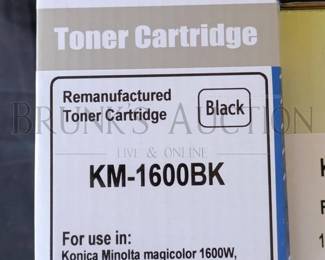 Toner Cartridge
Remanufactured
Toner Cartridge
Black
BRUNK'S AUCTION
LIVE & ONLINE
KM-1600BK
For use in:
Konica Minolta magicolor 1600W,